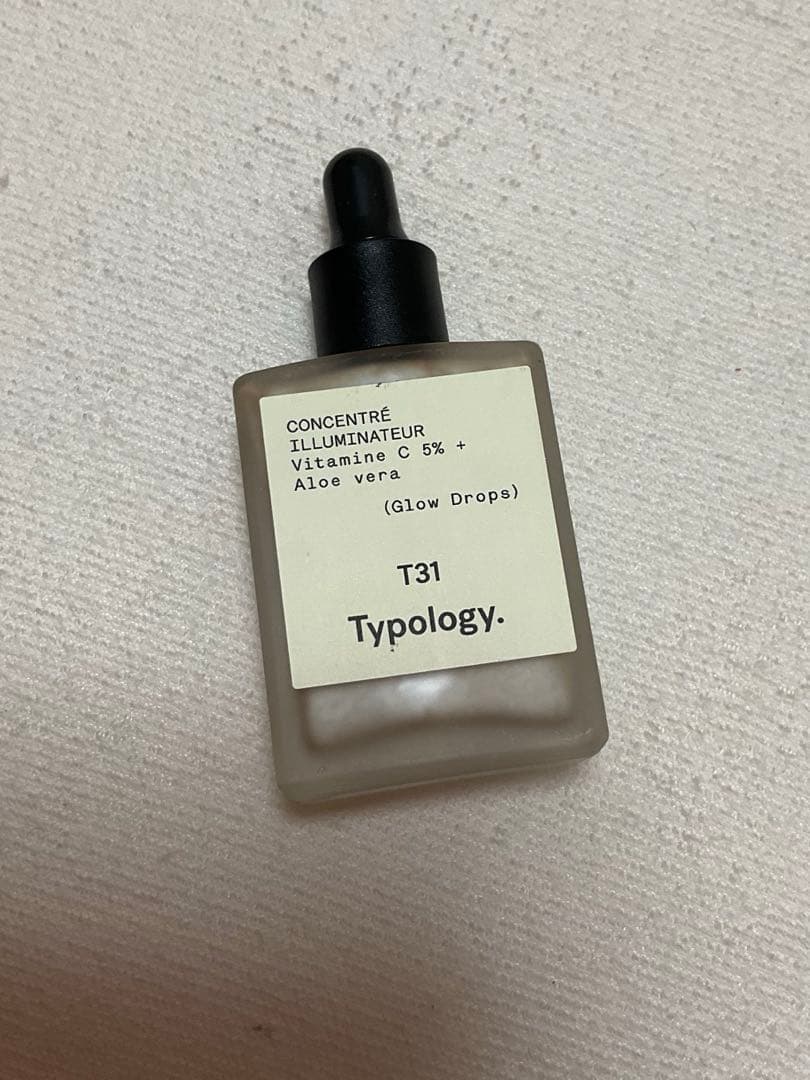 CONCENTRÉ
ILLUMINATEUR
Vitamine C 5% +
Aloe vera
(Glow Drops)
T31
Typology.